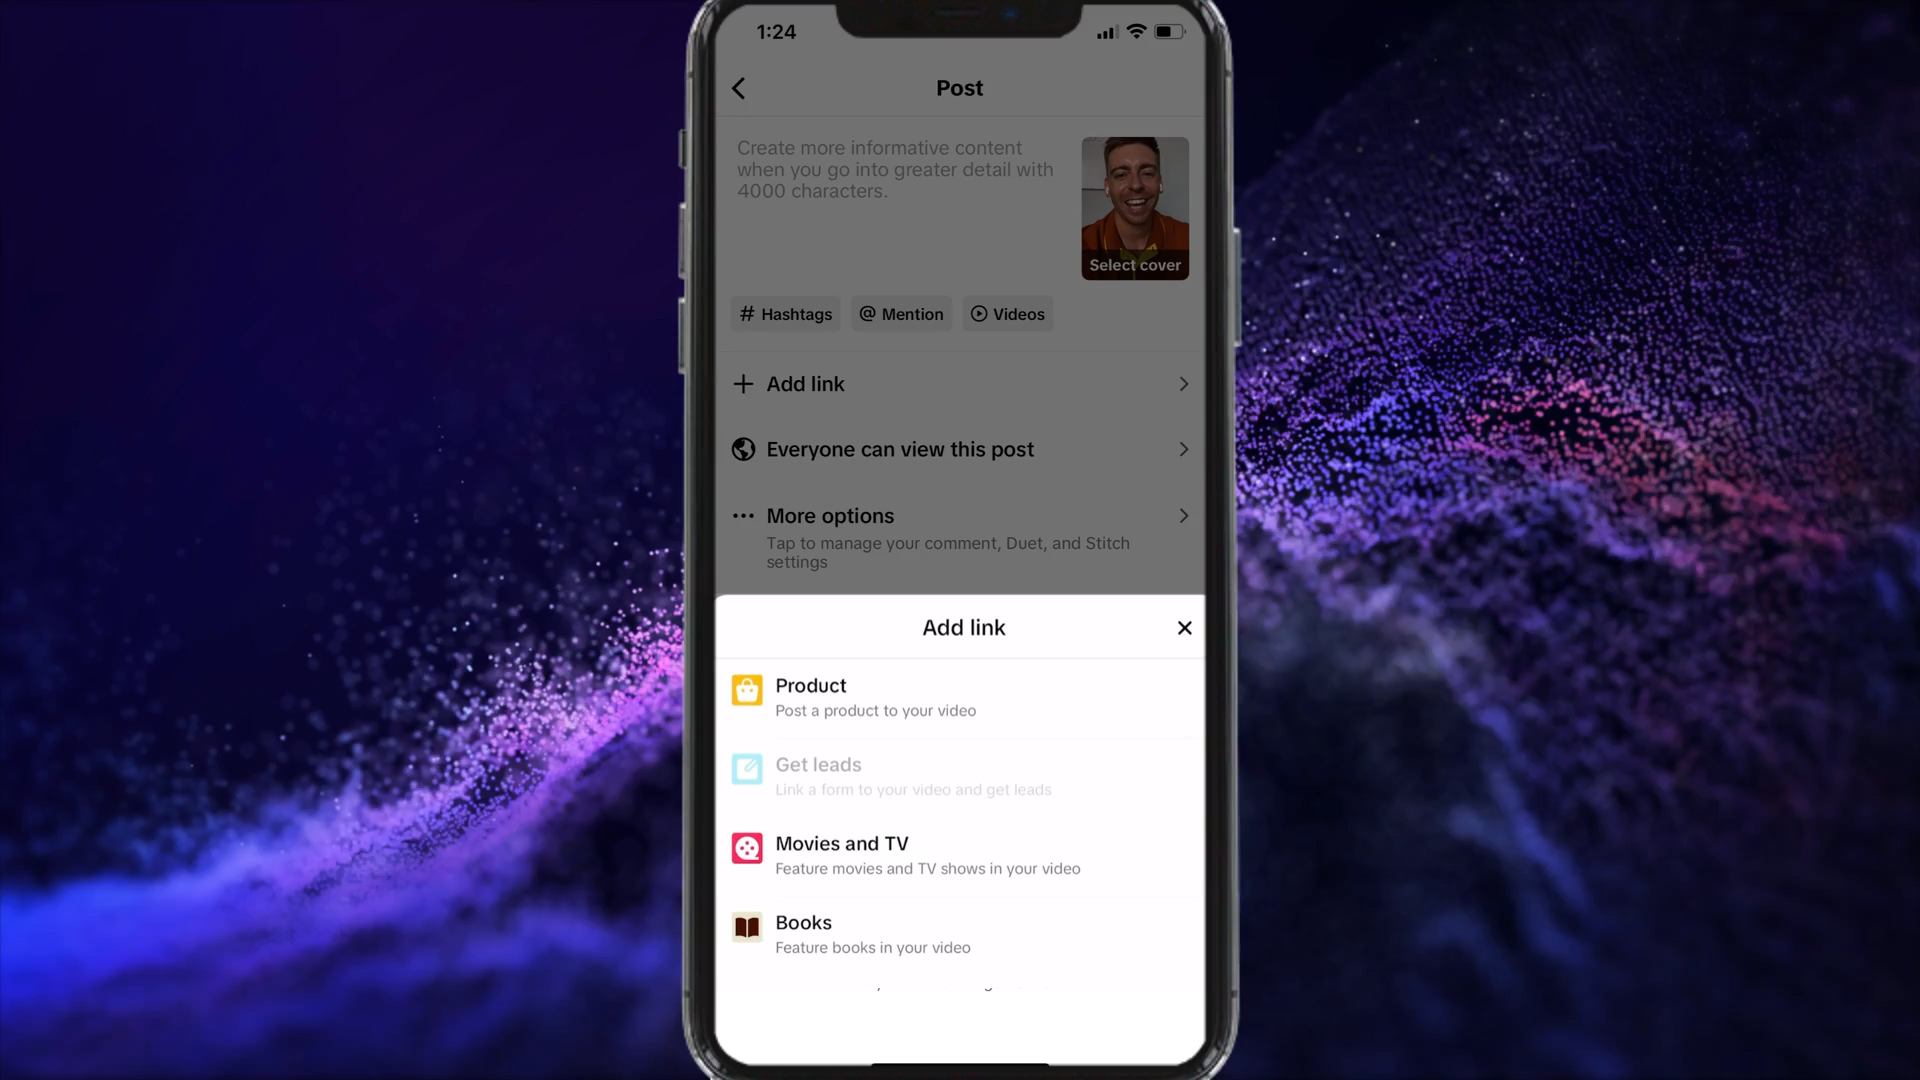 1:24
Post
Create more informative content
when you go into greater detail with
4000 characters.
Select cover
# Hashtags
@ Mention
Videos
Add link
Everyone can view this post
More options
Tap to manage your comment, Duet, and Stitch
settings
Add link
Product
Post a product to your video
Get leads
Link a form to your video and get leads
Movies and TV
Feature movies and TV shows in your video
Books
Feature books in your video